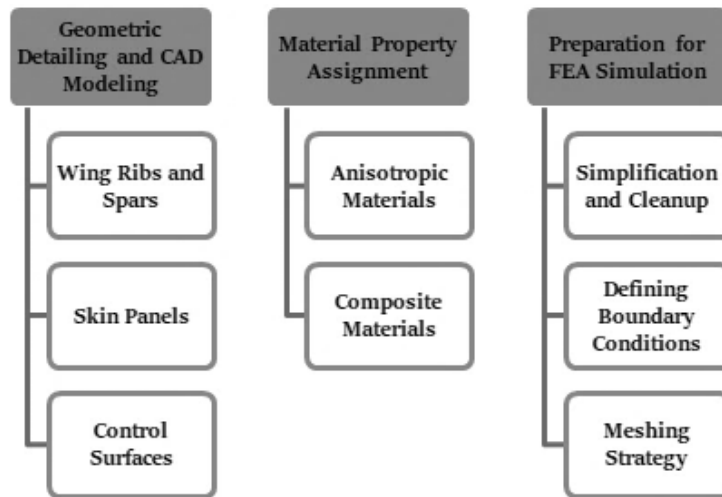 Geometric
Detailing and CAD
Modeling
Wing Ribs and
Spars
Skin Panels
Control
Surfaces
Material Property
Assignment
Anisotropic
Materials
Composite
Materials
Preparation for
FEA Simulation
Simplification
and Cleanup
Defining
Boundary
Conditions
Meshing
Strategy